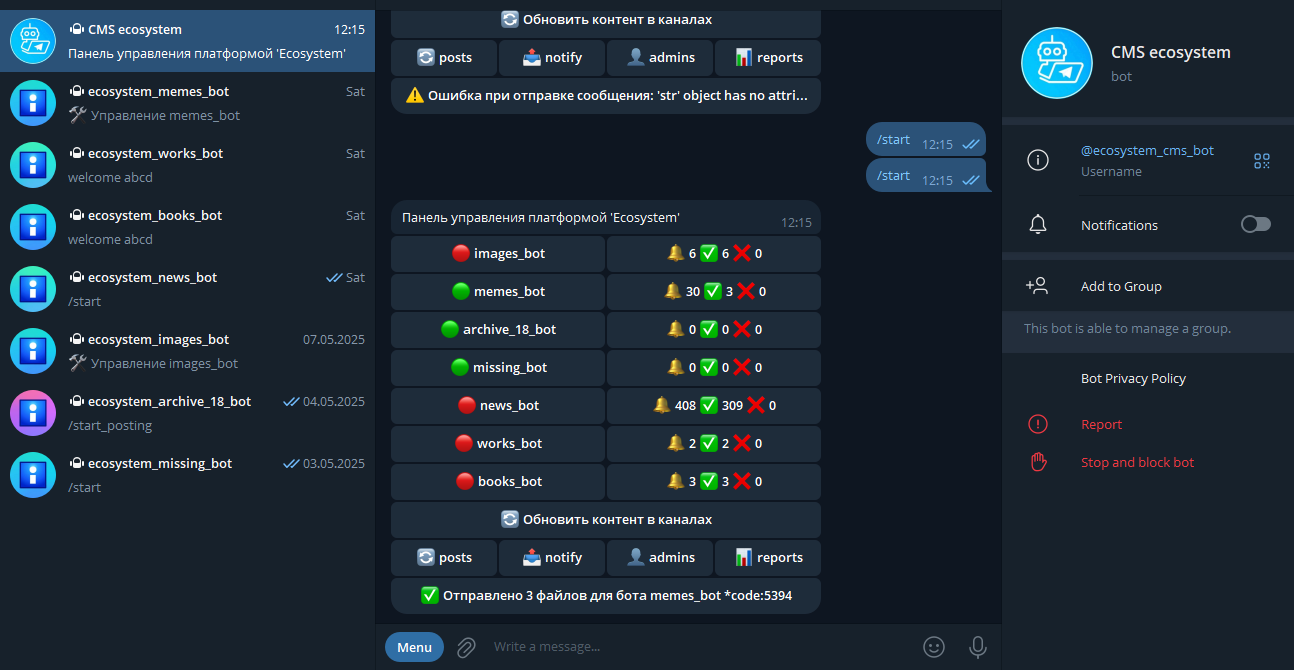 CMS ecosystem 12:15
Панель управления платформой 'Ecosystem'
ecosystem_memes_bot Sat
Управление memes_bot
ecosystem_works_bot Sat
welcome abcd
ecosystem_books_bot Sat
welcome abcd
ecosystem_news_bot Sat
/start
ecosystem_images_bot 07.05.2025
Управление images_bot
ecosystem_archive_18_bot 04.05.2025
/start_posting
ecosystem_missing_bot 03.05.2025
/start
Обновить контент в каналах
posts notify admins reports
Ошибка при отправке сообщения: 'str' object has no attri...
/start 12:15
/start 12:15
Панель управления платформой 'Ecosystem' 12:15
images_bot 6 6 0
memes_bot 30 3 0
archive_18_bot 0 0 0
missing_bot 0 0 0
news_bot 408 309 0
works_bot 2 2 0
books_bot 3 3 0
Обновить контент в каналах
posts notify admins reports
Отправлено 3 файлов для бота memes_bot *code:5394
Menu Write a message...
CMS ecosystem
bot
@ecosystem_cms_bot
Username
Notifications
Add to Group
This bot is able to manage a group.
Bot Privacy Policy
Report
Stop and block bot